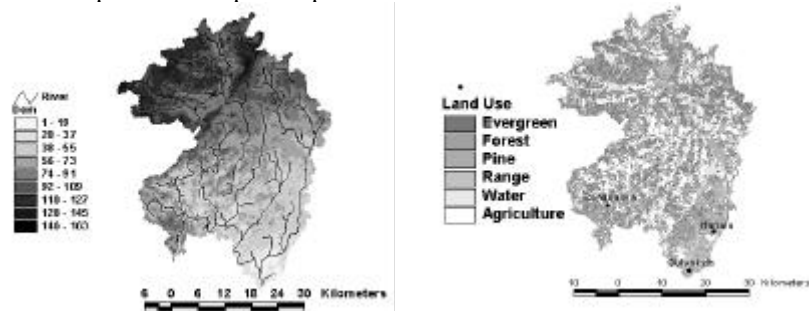 River
Dem
1 - 19
20 - 37
38 - 55
56 - 73
74 - 91
92 - 109
110 - 127
128 - 145
146 - 163
6 0 6 12 18 24 30 Kilometers
Land Use
Evergreen
Forest
Pine
Range
Water
Agriculture
10 0 10 20 30 Kilometers